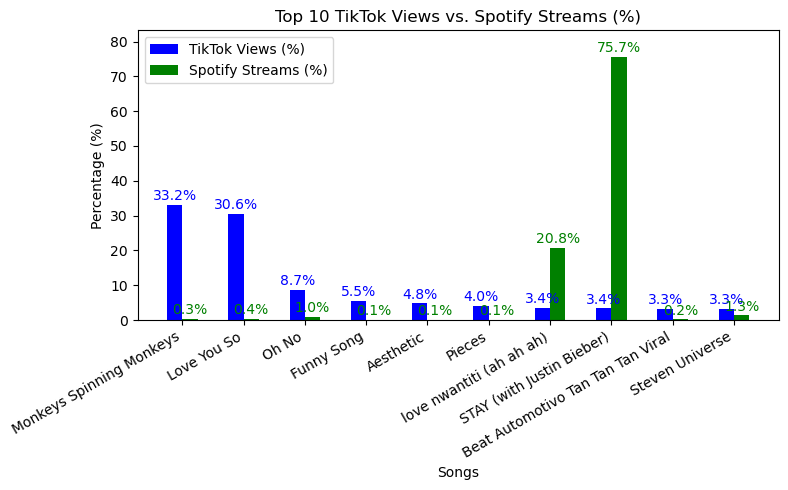 Top 10 TikTok Views vs. Spotify Streams (%)
TikTok Views (%)
Spotify Streams (%)
Percentage (%)
80
70
60
50
40
30
20
10
0
33.2%
0.3%
30.6%
0.4%
8.7%
1.0%
5.5%
0.1%
4.8%
0.1%
4.0%
0.1%
3.4%
20.8%
3.4%
75.7%
3.3%
0.2%
3.3%
1.3%
Monkeys Spinning Monkeys
Love You So
Oh No
Funny Song
Aesthetic
Pieces
love nwantiti (ah ah ah)
STAY (with Justin Bieber)
Beat Automotivo Tan Tan Tan Viral
Steven Universe
Songs